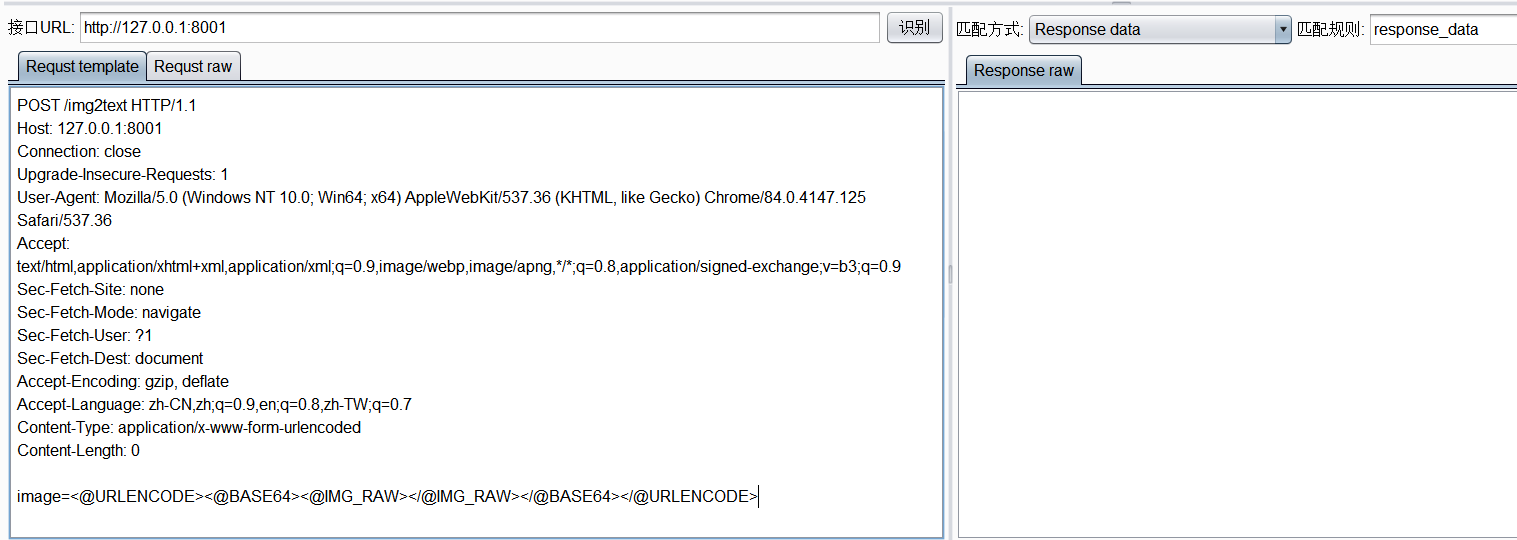 接口URL: http://127.0.0.1:8001 识别 匹配方式: Response data 匹配规则: response_data
Requst template Requst raw Response raw
POST /img2text HTTP/1.1
Host: 127.0.0.1:8001
Connection: close
Upgrade-Insecure-Requests: 1
User-Agent: Mozilla/5.0 (Windows NT 10.0; Win64; x64) AppleWebKit/537.36 (KHTML, like Gecko) Chrome/84.0.4147.125
Safari/537.36
Accept:
text/html,application/xhtml+xml,application/xml;q=0.9,image/webp,image/apng,*/*;q=0.8,application/signed-exchange;v=b3;q=0.9
Sec-Fetch-Site: none
Sec-Fetch-Mode: navigate
Sec-Fetch-User: ?1
Sec-Fetch-Dest: document
Accept-Encoding: gzip, deflate
Accept-Language: zh-CN,zh;q=0.9,en;q=0.8,zh-TW;q=0.7
Content-Type: application/x-www-form-urlencoded
Content-Length: 0
image=<@URLENCODE><@BASE64><@IMG_RAW></@IMG_RAW></@BASE64></@URLENCODE>